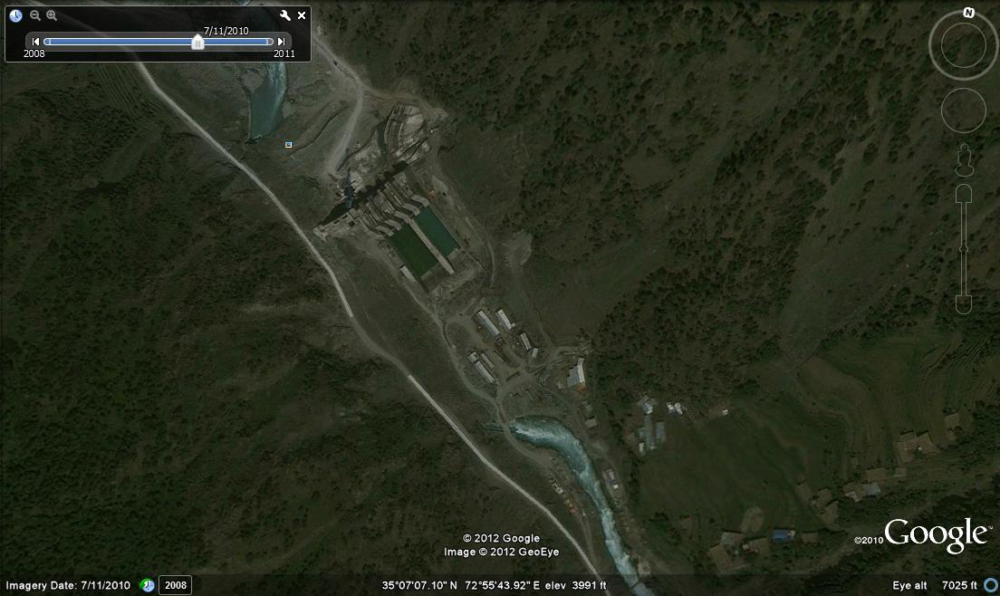 7/11/2010
2008
2011
N
© 2012 Google
Image © 2012 GeoEye
©2010 Google™
Imagery Date: 7/11/2010
2008
35°07'07.10" N 72°55'43.92" E elev 3991 ft
Eye alt 7025 ft